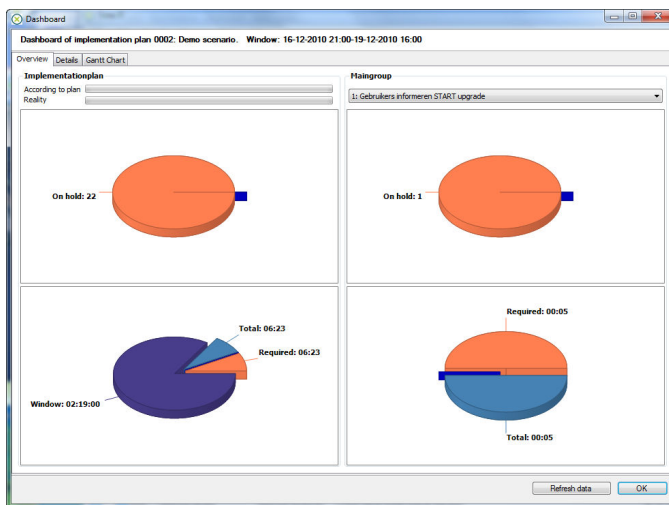 Dashboard
Dashboard of implementation plan 0002: Demo scenario. Window: 16-12-2010 21:00-19-12-2010 16:00
Overview Details Gantt Chart
Implementationplan
According to plan
Reality
On hold: 22
Total: 06:23
Required: 06:23
Window: 02:19:00
Maingroup
1: Gebruikers informeren START upgrade
On hold: 1
Required: 00:05
Total: 00:05
Refresh data OK